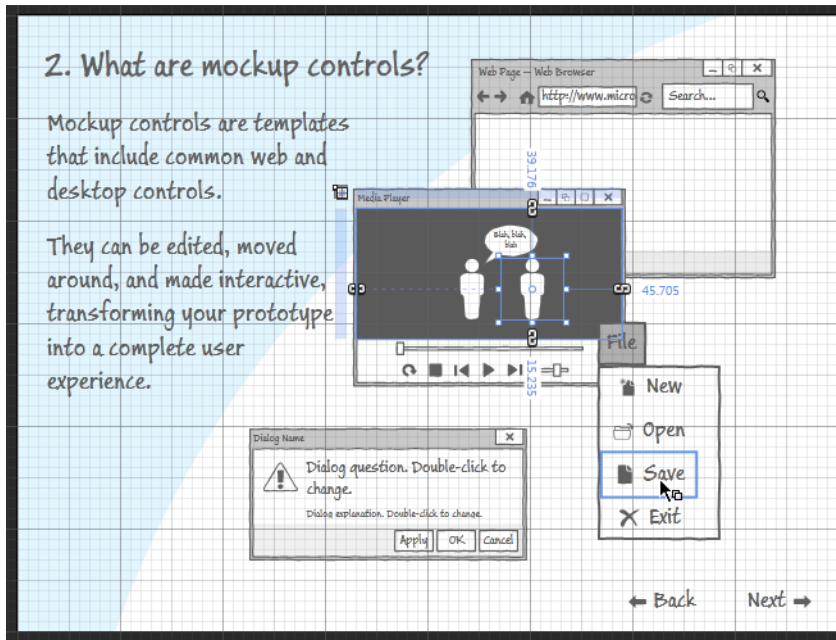 2. What are mockup controls?
Mockup controls are templates
that include common web and
desktop controls.
They can be edited, moved
around, and made interactive,
transforming your prototype
into a complete user
experience.
Web Page — Web Browser
http://www.micro
Search...
39.176
Media Player
Blah, blah,
blah
45.705
15.235
File
New
Open
Save
Exit
Dialog Name
Dialog question. Double-click to
change.
Dialog explanation. Double-click to change.
Apply
OK
Cancel
Back
Next